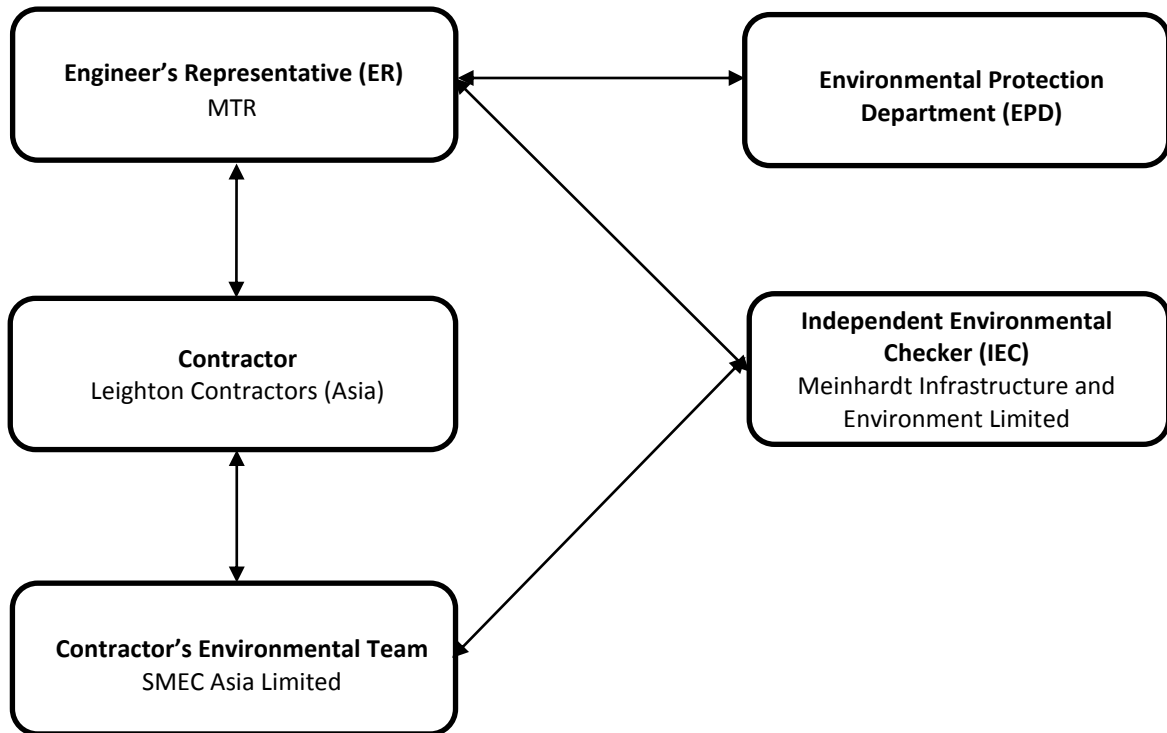 Engineer’s Representative (ER)
MTR
Environmental Protection
Department (EPD)
Contractor
Leighton Contractors (Asia)
Independent Environmental
Checker (IEC)
Meinhardt Infrastructure and
Environment Limited
Contractor’s Environmental Team
SMEC Asia Limited